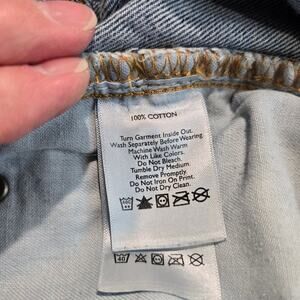 100% COTTON
Turn Garment Inside Out.
Wash Separately Before Wearing.
Machine Wash Warm
With Like Colors.
Do Not Bleach.
Tumble Dry Medium.
Remove Promptly.
Do Not Iron On Print.
Do Not Dry Clean.
40